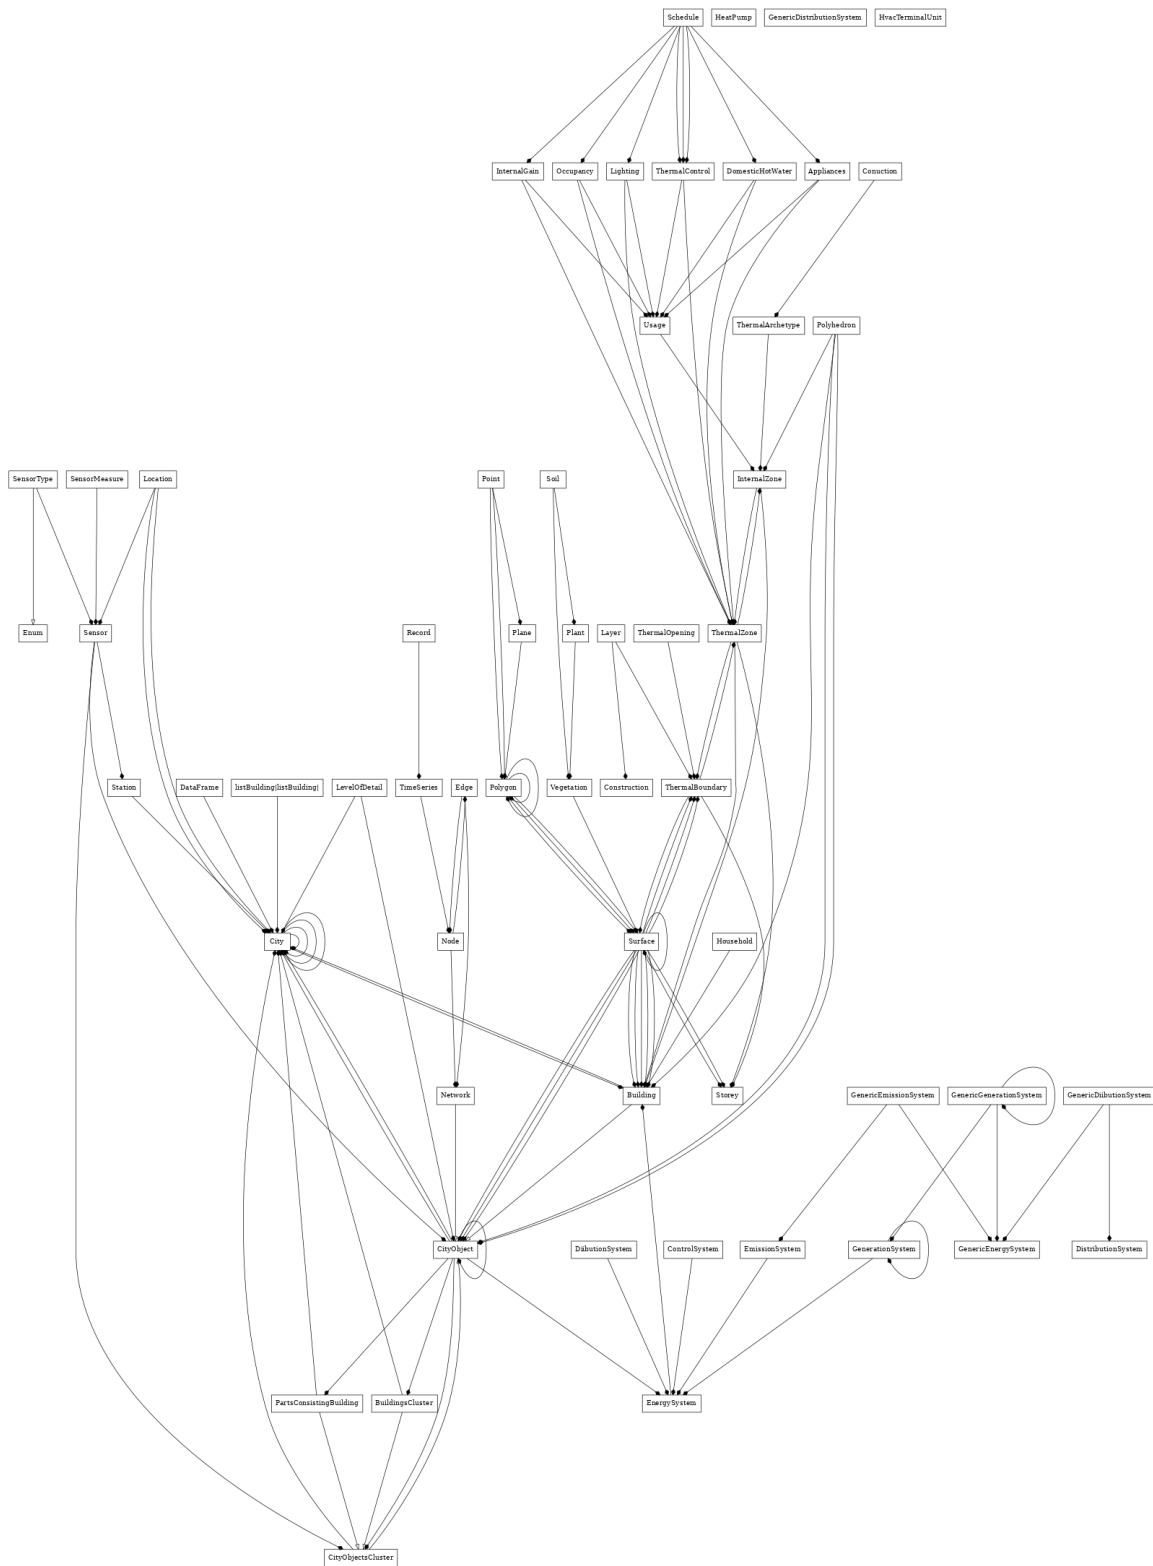 Schedule
HeatPump
GenericDistributionSystem
HvacTerminalUnit
InternalGain
Occupancy
Lighting
ThermalControl
DomesticHotWater
Appliances
Conuction
Usage
ThermalArchetype
Polyhedron
SensorType
SensorMeasure
Location
Point
Soil
InternalZone
Enum
Sensor
Record
Plane
Plant
Layer
ThermalOpening
ThermalZone
Station
DataFrame
listBuilding|listBuilding|
LevelOfDetail
TimeSeries
Edge
Polygon
Vegetation
Construction
ThermalBoundary
City
Node
Surface
Household
Network
Building
Storey
GenericEmissionSystem
GenericGenerationSystem
GenericDiibutionSystem
CityObject
DiibutionSystem
ControlSystem
EmissionSystem
GenerationSystem
GenericEnergySystem
DistributionSystem
PartsConsistingBuilding
BuildingsCluster
EnergySystem
CityObjectsCluster